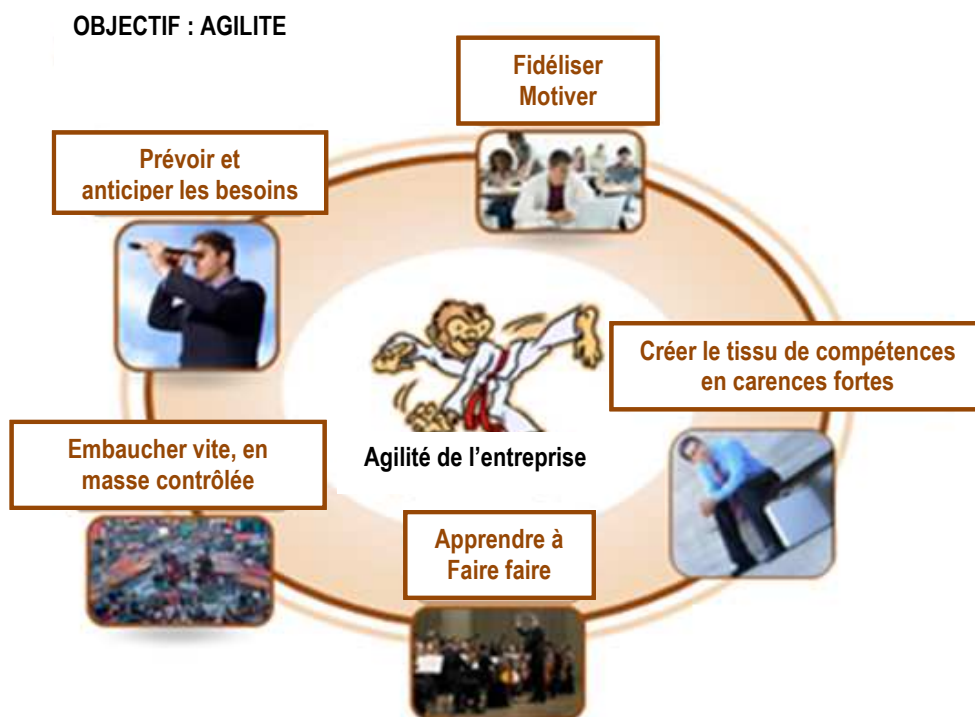 OBJECTIF : AGILITE
Fidéliser
Motiver
Prévoir et
anticiper les besoins
Créer le tissu de compétences
en carences fortes
Embaucher vite, en
masse contrôlée
Agilité de l'entreprise
Apprendre à
Faire faire